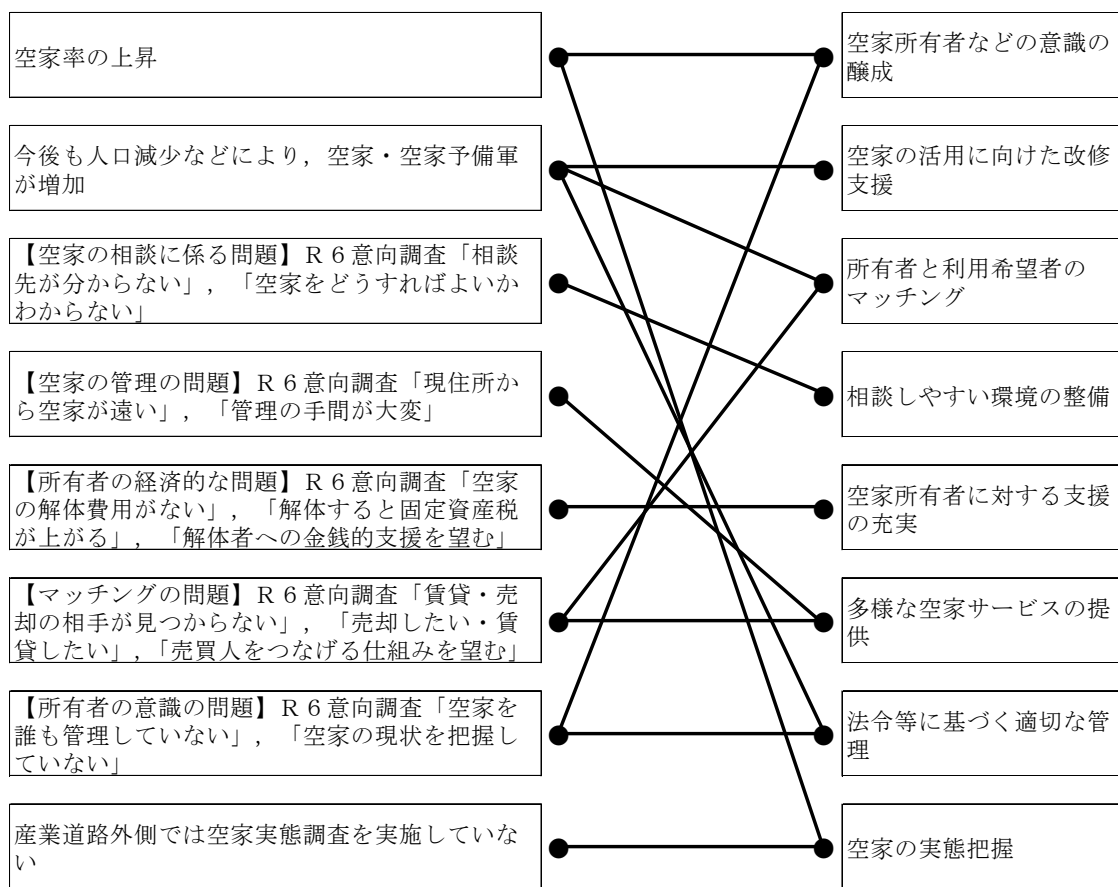 空家率の上昇
今後も人口減少などにより，空家・空家予備軍
が増加
【空家の相談に係る問題】Ｒ６意向調査「相談
先が分からない」，「空家をどうすればよいか
わからない」
【空家の管理の問題】Ｒ６意向調査「現住所か
ら空家が遠い」，「管理の手間が大変」
【所有者の経済的な問題】Ｒ６意向調査「空家
の解体費用がない」，「解体すると固定資産税
が上がる」，「解体者への金銭的支援を望む」
【マッチングの問題】Ｒ６意向調査「賃貸・売
却の相手が見つからない」，「売却したい・賃
貸したい」，「売買人をつなげる仕組みを望む」
【所有者の意識の問題】Ｒ６意向調査「空家を
誰も管理していない」，「空家の現状を把握し
ていない」
産業道路外側では空家実態調査を実施していな
い
空家所有者などの意識の
醸成
空家の活用に向けた改修
支援
所有者と利用希望者の
マッチング
相談しやすい環境の整備
空家所有者に対する支援
の充実
多様な空家サービスの提
供
法令等に基づく適切な管
理
空家の実態把握